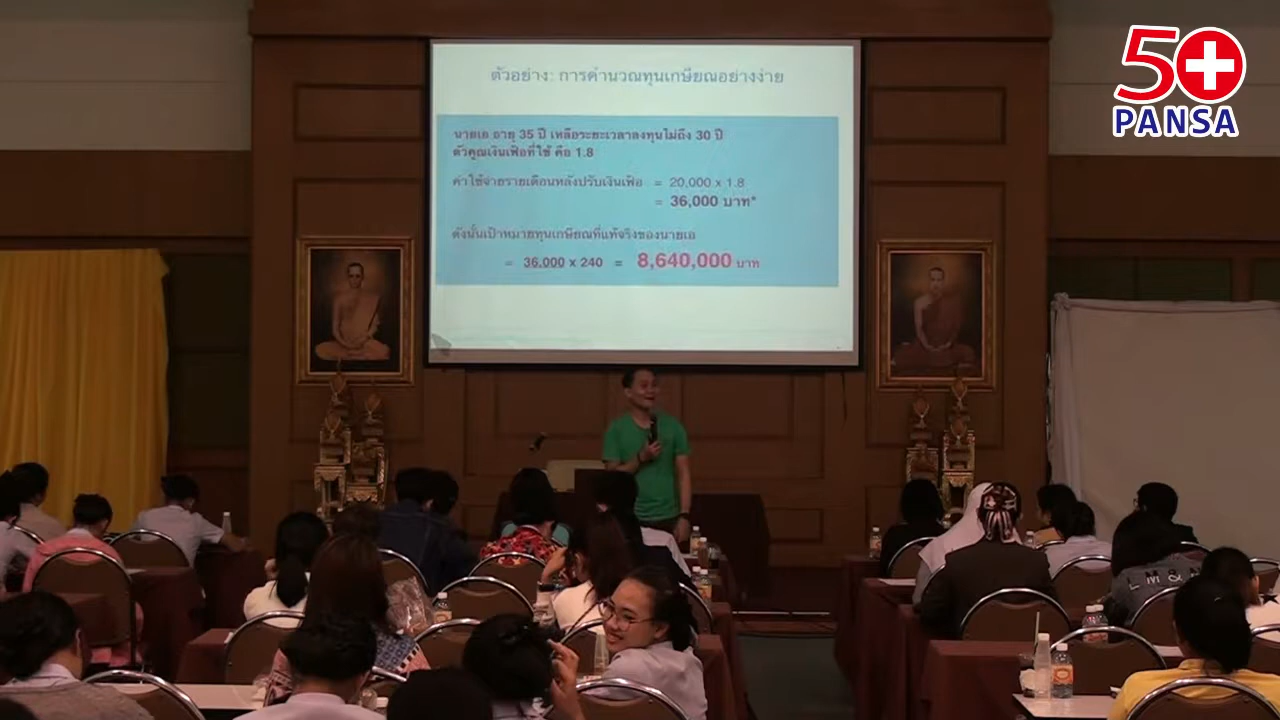 5+
PANSA
ตัวอย่าง: การคำนวณทุนเกษียณอย่างง่าย
นายเอ อายุ 35 ปี เหลือระยะเวลาลงทุนไม่ถึง 30 ปี
ตัวคูณเงินเฟ้อที่ใช้ คือ 1.8
ค่าใช้จ่ายรายเดือนหลังปรับเงินเฟ้อ = 20,000 x 1.8
= 36,000 บาท*
ดังนั้นเป้าหมายทุนเกษียณที่แท้จริงของนายเอ
= 36,000 x 240 = 8,640,000 บาท